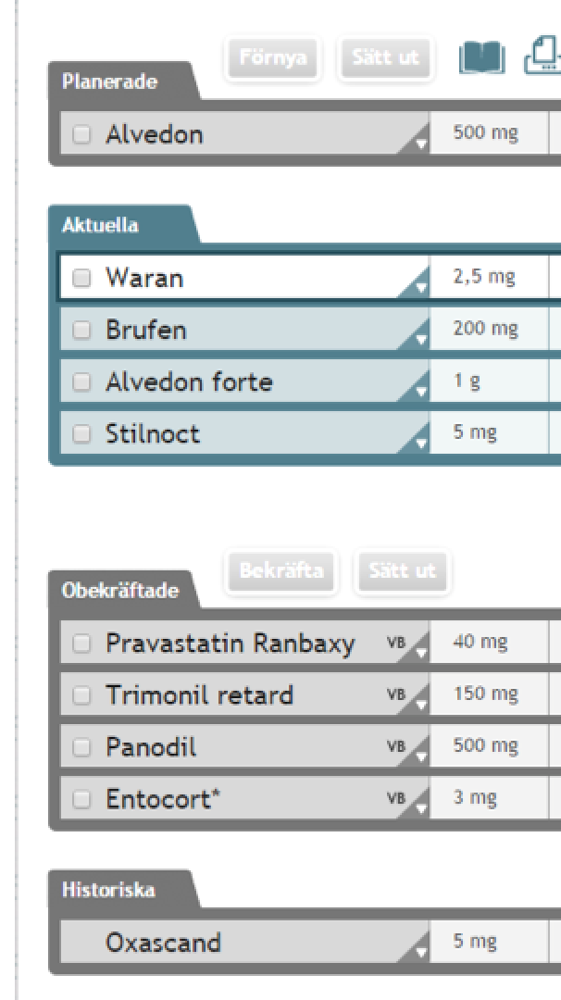 Förnya Sätt ut
Planerade
Alvedon 500 mg
Aktuella
Waran 2,5 mg
Brufen 200 mg
Alvedon forte 1 g
Stilnoct 5 mg
Bekräfta Sätt ut
Obekräftade
Pravastatin Ranbaxy VB 40 mg
Trimonil retard VB 150 mg
Panodil VB 500 mg
Entocort* VB 3 mg
Historiska
Oxascand 5 mg